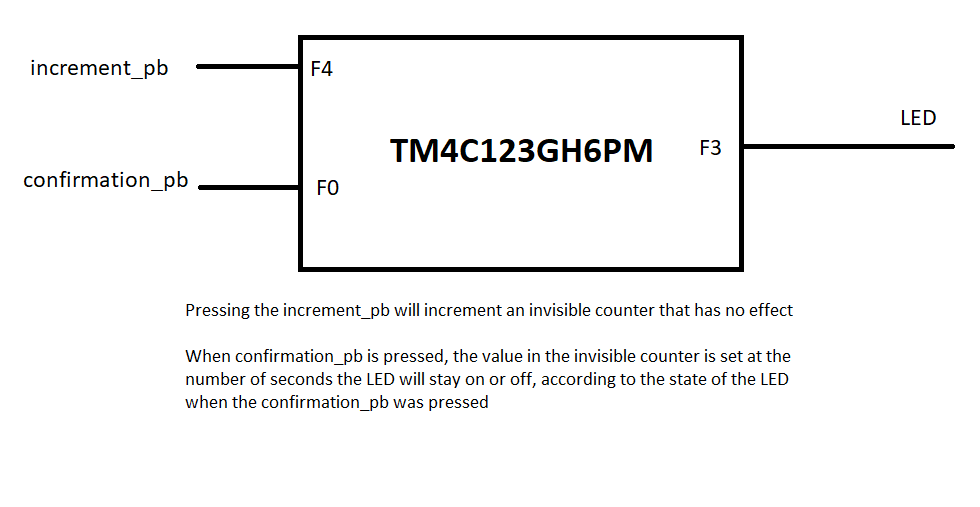 increment_pb
F4
LED
TM4C123GH6PM
F3
confirmation_pb
F0
Pressing the increment_pb will increment an invisible counter that has no effect
When confirmation_pb is pressed, the value in the invisible counter is set at the
number of seconds the LED will stay on or off, according to the state of the LED
when the confirmation_pb was pressed